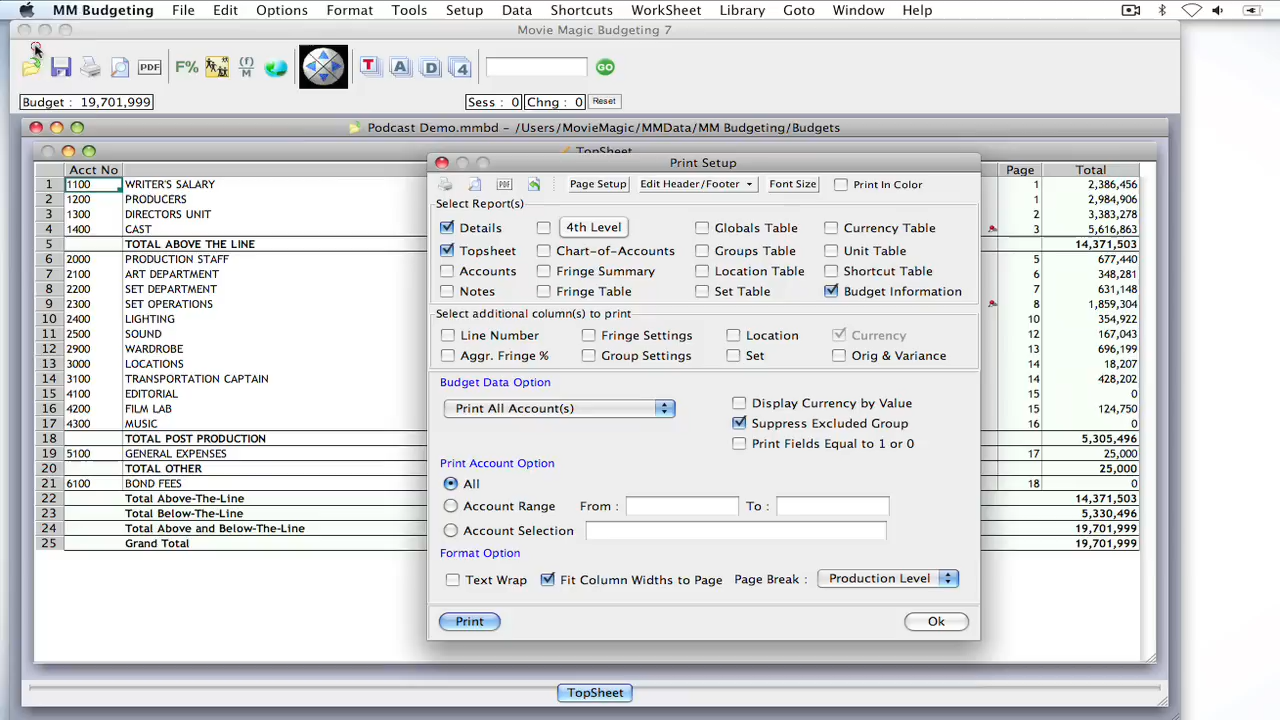 MM Budgeting File Edit Options Format Tools Setup Data Shortcuts WorkSheet Library Goto Window Help
Movie Magic Budgeting 7
PDF F% (f) M T A D 4 GO
Budget : 19,701,999 Sess : 0 Chng : 0 Reset
Podcast Demo.mmbd - /Users/MovieMagic/MMData/MM Budgeting/Budgets
TopSheet
Acct No Page Total
1 1100 WRITER'S SALARY 1 2,386,456
2 1200 PRODUCERS 1 2,984,906
3 1300 DIRECTORS UNIT 2 3,383,278
4 1400 CAST 3 5,616,863
5 TOTAL ABOVE THE LINE 14,371,503
6 2000 PRODUCTION STAFF 5 677,440
7 2100 ART DEPARTMENT 6 348,281
8 2200 SET DEPARTMENT 7 631,148
9 2300 SET OPERATIONS 8 1,859,304
10 2400 LIGHTING 10 354,922
11 2500 SOUND 12 167,043
12 2900 WARDROBE 13 696,199
13 3000 LOCATIONS 14 18,207
14 3100 TRANSPORTATION CAPTAIN 14 428,202
15 4100 EDITORIAL 15 0
16 4200 FILM LAB 15 124,750
17 4300 MUSIC 16 0
18 TOTAL POST PRODUCTION 5,305,496
19 5100 GENERAL EXPENSES 17 25,000
20 TOTAL OTHER 25,000
21 6100 BOND FEES 18 0
22 Total Above-The-Line 14,371,503
23 Total Below-The-Line 5,330,496
24 Total Above and Below-The-Line 19,701,999
25 Grand Total 19,701,999
Print Setup
PDF Page Setup Edit Header/Footer Font Size Print In Color
Select Report(s)
Details 4th Level Globals Table Currency Table
Topsheet Chart-of-Accounts Groups Table Unit Table
Accounts Fringe Summary Location Table Shortcut Table
Notes Fringe Table Set Table Budget Information
Select additional column(s) to print
Line Number Fringe Settings Location Currency
Aggr. Fringe % Group Settings Set Orig & Variance
Budget Data Option
Print All Account(s)
Display Currency by Value
Suppress Excluded Group
Print Fields Equal to 1 or 0
Print Account Option
All
Account Range From : To :
Account Selection
Format Option
Text Wrap Fit Column Widths to Page Page Break : Production Level
Print Ok
TopSheet